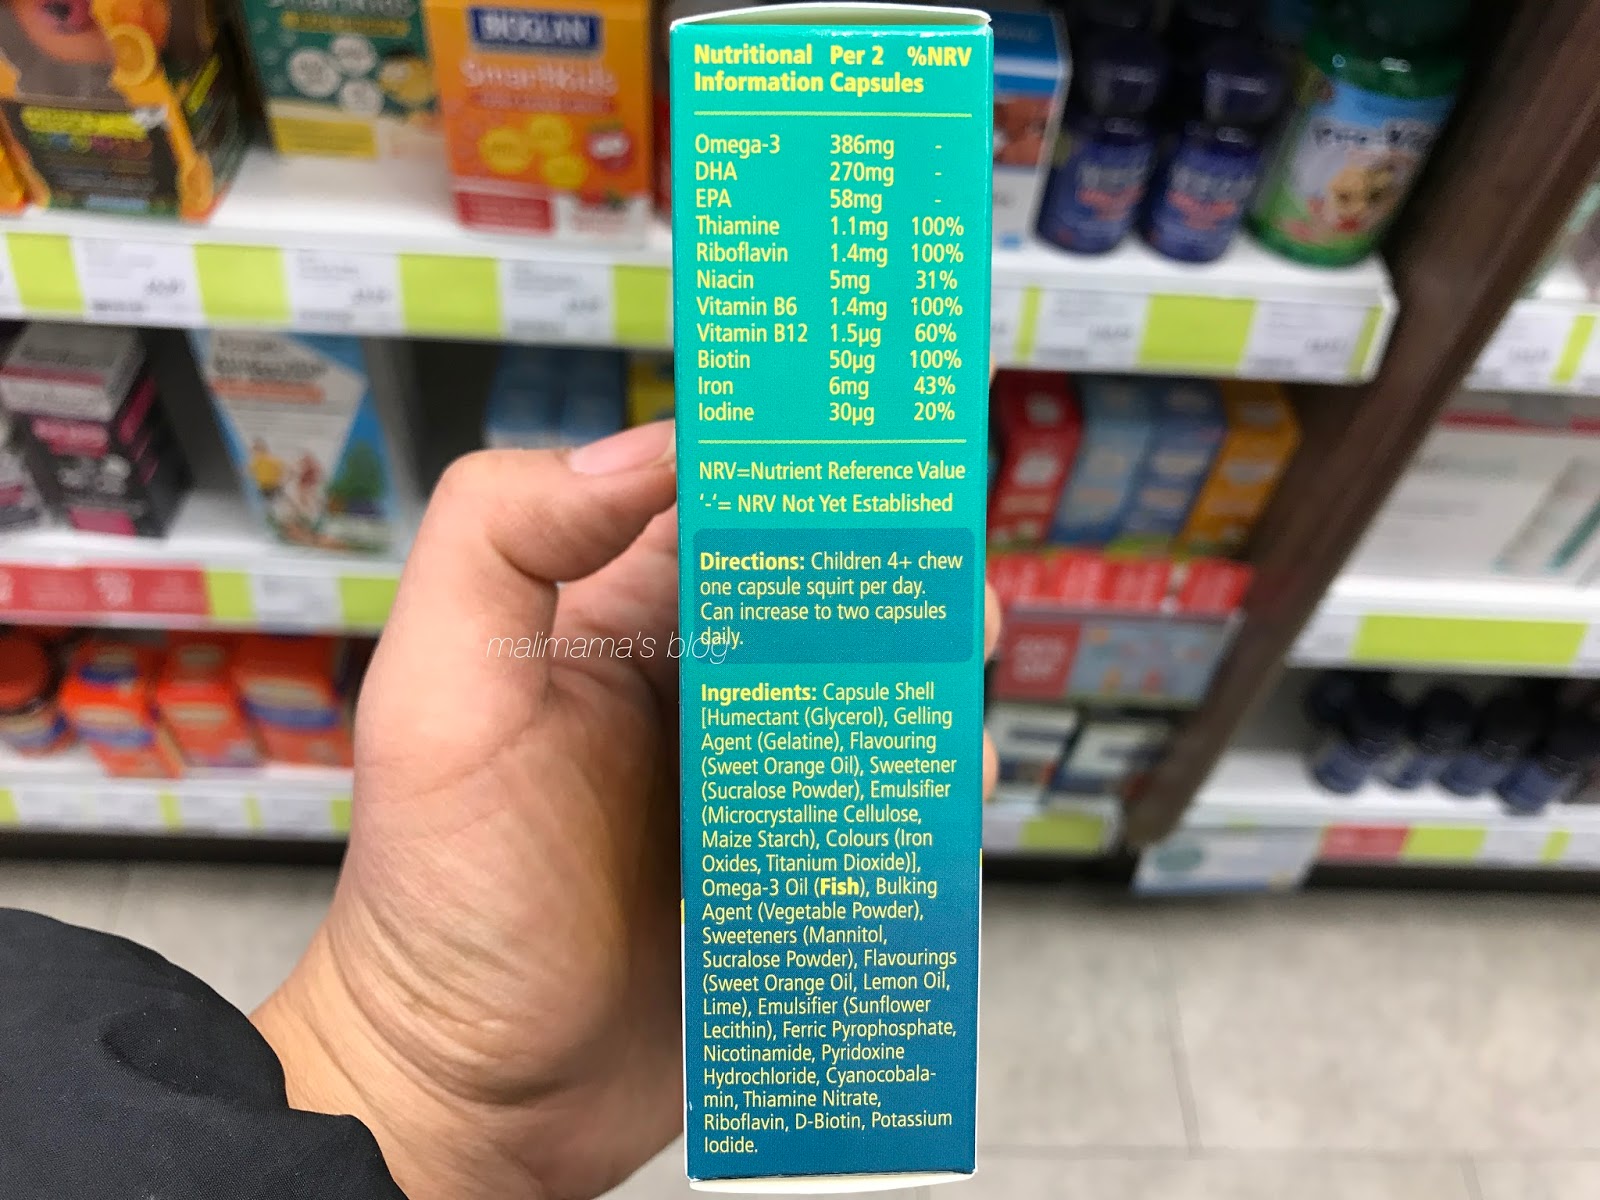 BIOGLAN
SmartKids
Nutritional Per 2 %NRV
Information Capsules
Omega-3 386mg -
DHA 270mg -
EPA 58mg -
Thiamine 1.1mg 100%
Riboflavin 1.4mg 100%
Niacin 5mg 31%
Vitamin B6 1.4mg 100%
Vitamin B12 1.5µg 60%
Biotin 50µg 100%
Iron 6mg 43%
Iodine 30µg 20%
NRV=Nutrient Reference Value
‘-’= NRV Not Yet Established
Directions: Children 4+ chew
one capsule squirt per day.
Can increase to two capsules
daily.
malimama's blog
Ingredients: Capsule Shell
[Humectant (Glycerol), Gelling
Agent (Gelatine), Flavouring
(Sweet Orange Oil), Sweetener
(Sucralose Powder), Emulsifier
(Microcrystalline Cellulose,
Maize Starch), Colours (Iron
Oxides, Titanium Dioxide)],
Omega-3 Oil (Fish), Bulking
Agent (Vegetable Powder),
Sweeteners (Mannitol,
Sucralose Powder), Flavourings
(Sweet Orange Oil, Lemon Oil,
Lime), Emulsifier (Sunflower
Lecithin), Ferric Pyrophosphate,
Nicotinamide, Pyridoxine
Hydrochloride, Cyanocobala-
min, Thiamine Nitrate,
Riboflavin, D-Biotin, Potassium
Iodide.